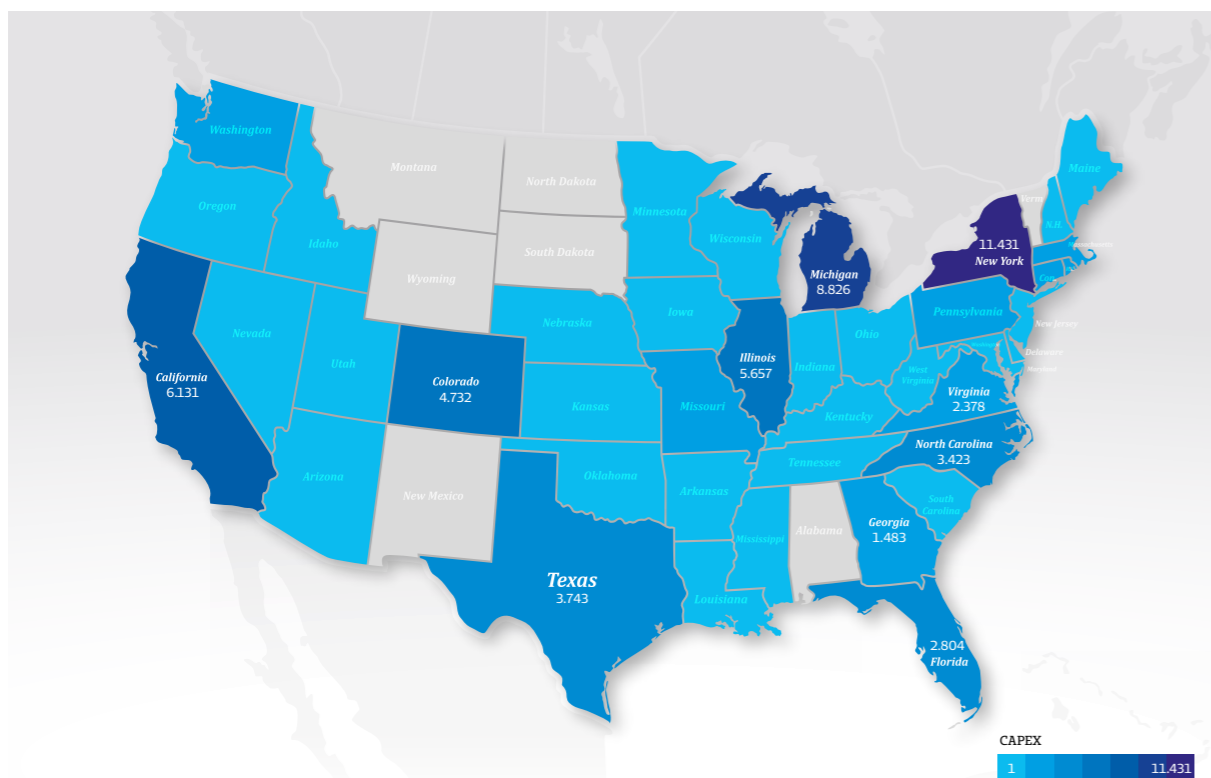 Washington
Montana
North Dakota
Minnesota
Maine
Oregon
Idaho
South Dakota
Wisconsin
N.H.
Michigan
8.826
11.431
New York
Massachusetts
Con.
Wyoming
Nebraska
Iowa
Pennsylvania
New Jersey
Nevada
Utah
Colorado
4.732
Illinois
5.657
Indiana
Ohio
Delaware
Maryland
West
Virginia
California
6.131
Kansas
Missouri
Kentucky
Virginia
2.378
Arizona
New Mexico
Oklahoma
Arkansas
Tennessee
North Carolina
3.423
South
Carolina
Texas
3.743
Louisiana
Mississippi
Alabama
Georgia
1.483
2.804
Florida
CAPEX
1
11.431